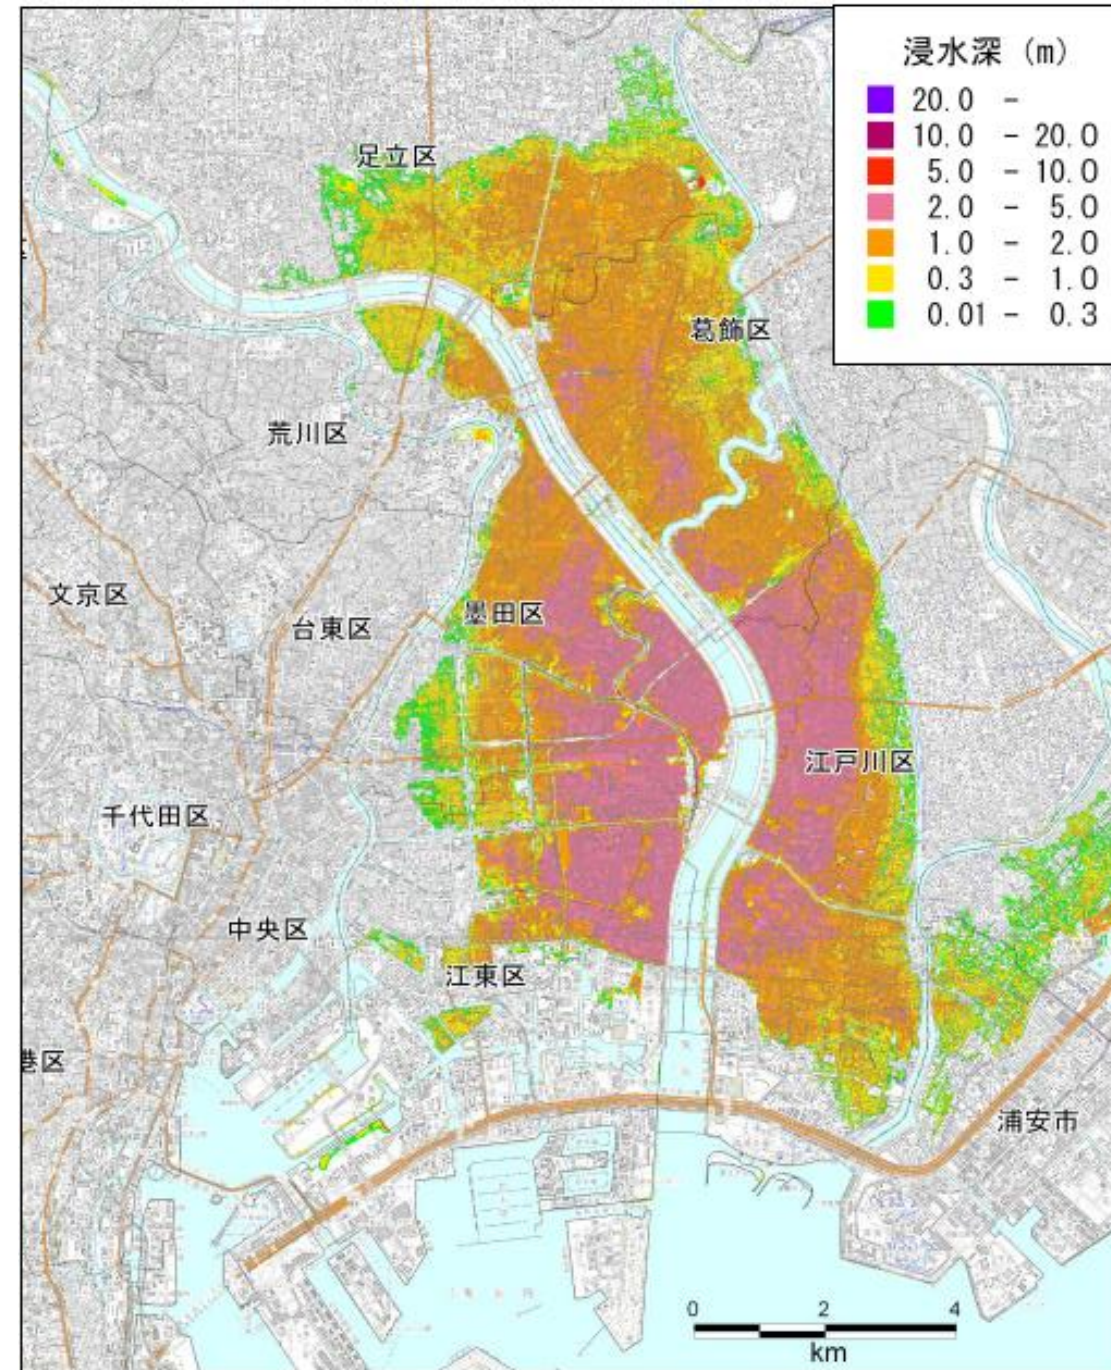 浸水深 (m)
20.0 -
10.0 - 20.0
5.0 - 10.0
2.0 - 5.0
1.0 - 2.0
0.3 - 1.0
0.01 - 0.3
足立区
葛飾区
荒川区
文京区
台東区
墨田区
江戸川区
千代田区
中央区
江東区
港区
浦安市
0 2 4
km